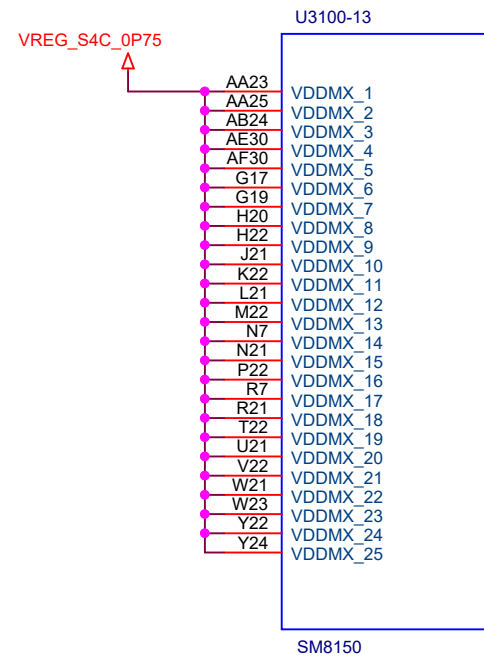 U3100-13
VREG_S4C_0P75
AA23 VDDMX_1
AA25 VDDMX_2
AB24 VDDMX_3
AE30 VDDMX_4
AF30 VDDMX_5
G17 VDDMX_6
G19 VDDMX_7
H20 VDDMX_8
H22 VDDMX_9
J21 VDDMX_10
K22 VDDMX_11
L21 VDDMX_12
M22 VDDMX_13
N7 VDDMX_14
N21 VDDMX_15
P22 VDDMX_16
R7 VDDMX_17
R21 VDDMX_18
T22 VDDMX_19
U21 VDDMX_20
V22 VDDMX_21
W21 VDDMX_22
W23 VDDMX_23
Y22 VDDMX_24
Y24 VDDMX_25
SM8150